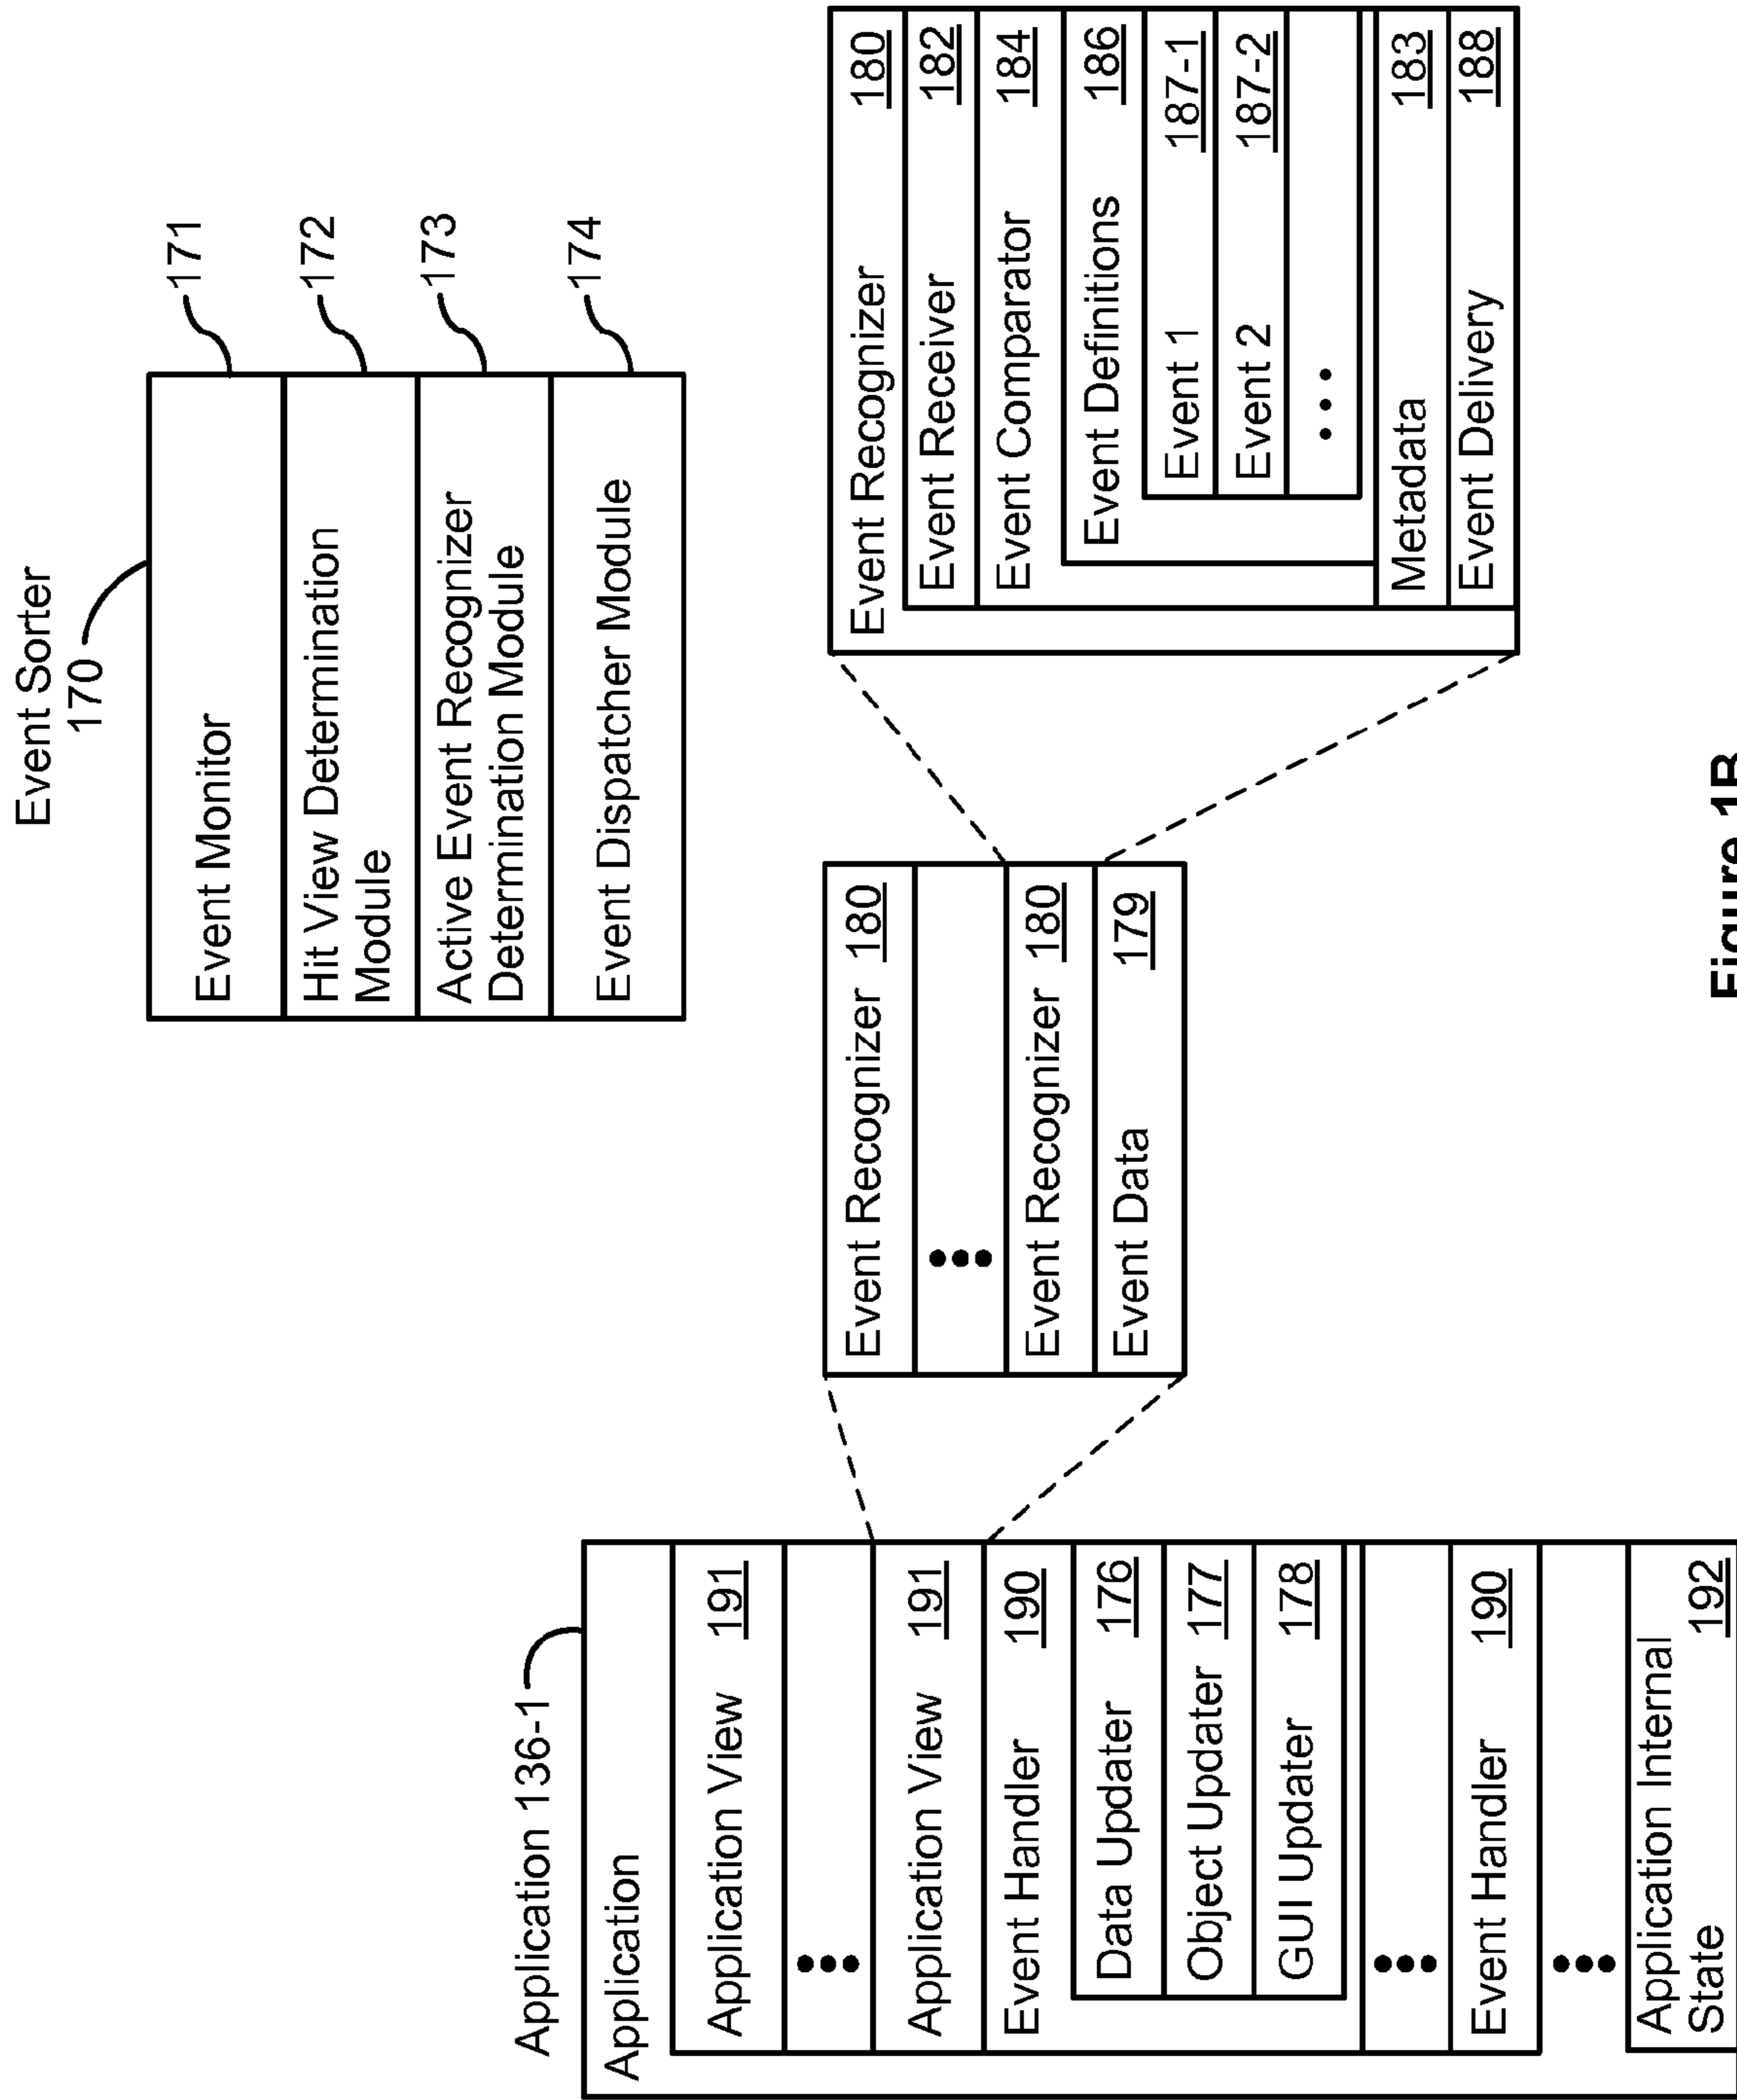 Event Sorter
170
Event Monitor
171
Hit View Determination
Module
172
Active Event Recognizer
Determination Module
173
Event Dispatcher Module
174
Application 136-1
Application
Application View 191
•••
Application View 191
Event Handler 190
Data Updater 176
Object Updater 177
GUI Updater 178
•••
Event Handler 190
•••
Application Internal
State 192
Event Recognizer 180
•••
Event Recognizer 180
Event Data 179
Event Recognizer 180
Event Receiver 182
Event Comparator 184
Event Definitions 186
Event 1 187-1
Event 2 187-2
•••
Metadata 183
Event Delivery 188
Figure 1B